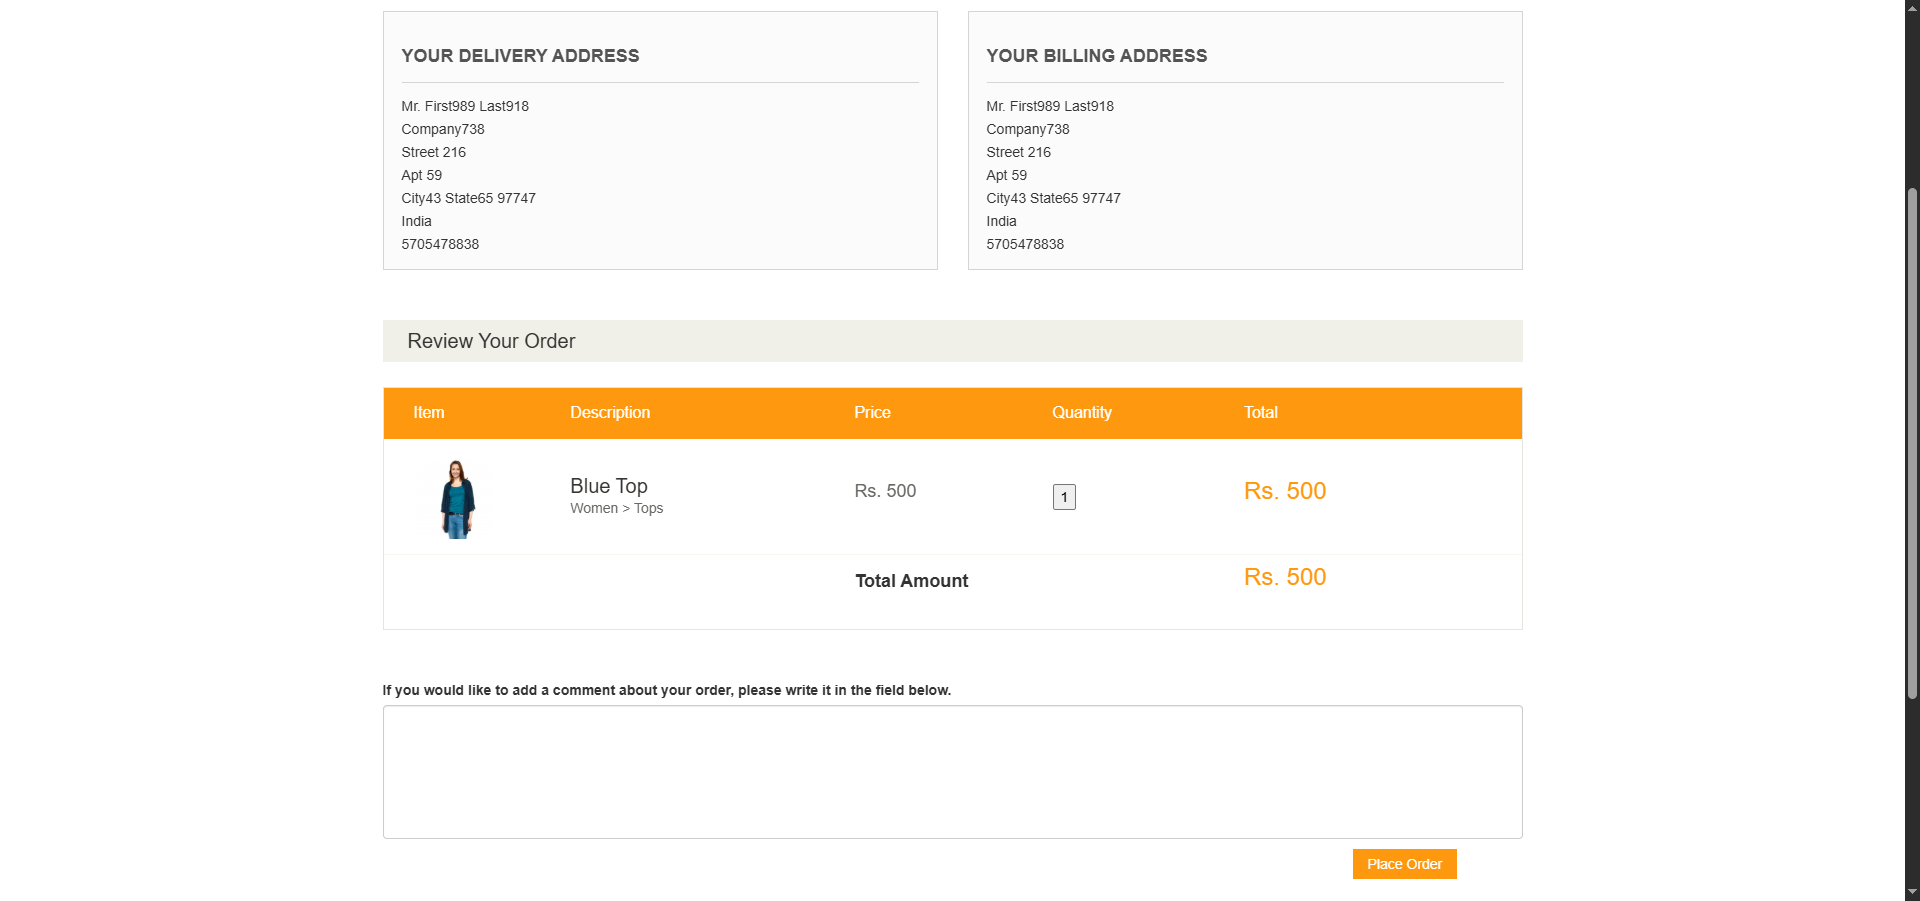 YOUR DELIVERY ADDRESS
Mr. First989 Last918
Company738
Street 216
Apt 59
City43 State65 97747
India
5705478838
YOUR BILLING ADDRESS
Mr. First989 Last918
Company738
Street 216
Apt 59
City43 State65 97747
India
5705478838
Review Your Order
Item Description Price Quantity Total
Blue Top
Women > Tops
Rs. 500
1
Rs. 500
Total Amount Rs. 500
If you would like to add a comment about your order, please write it in the field below.
Place Order